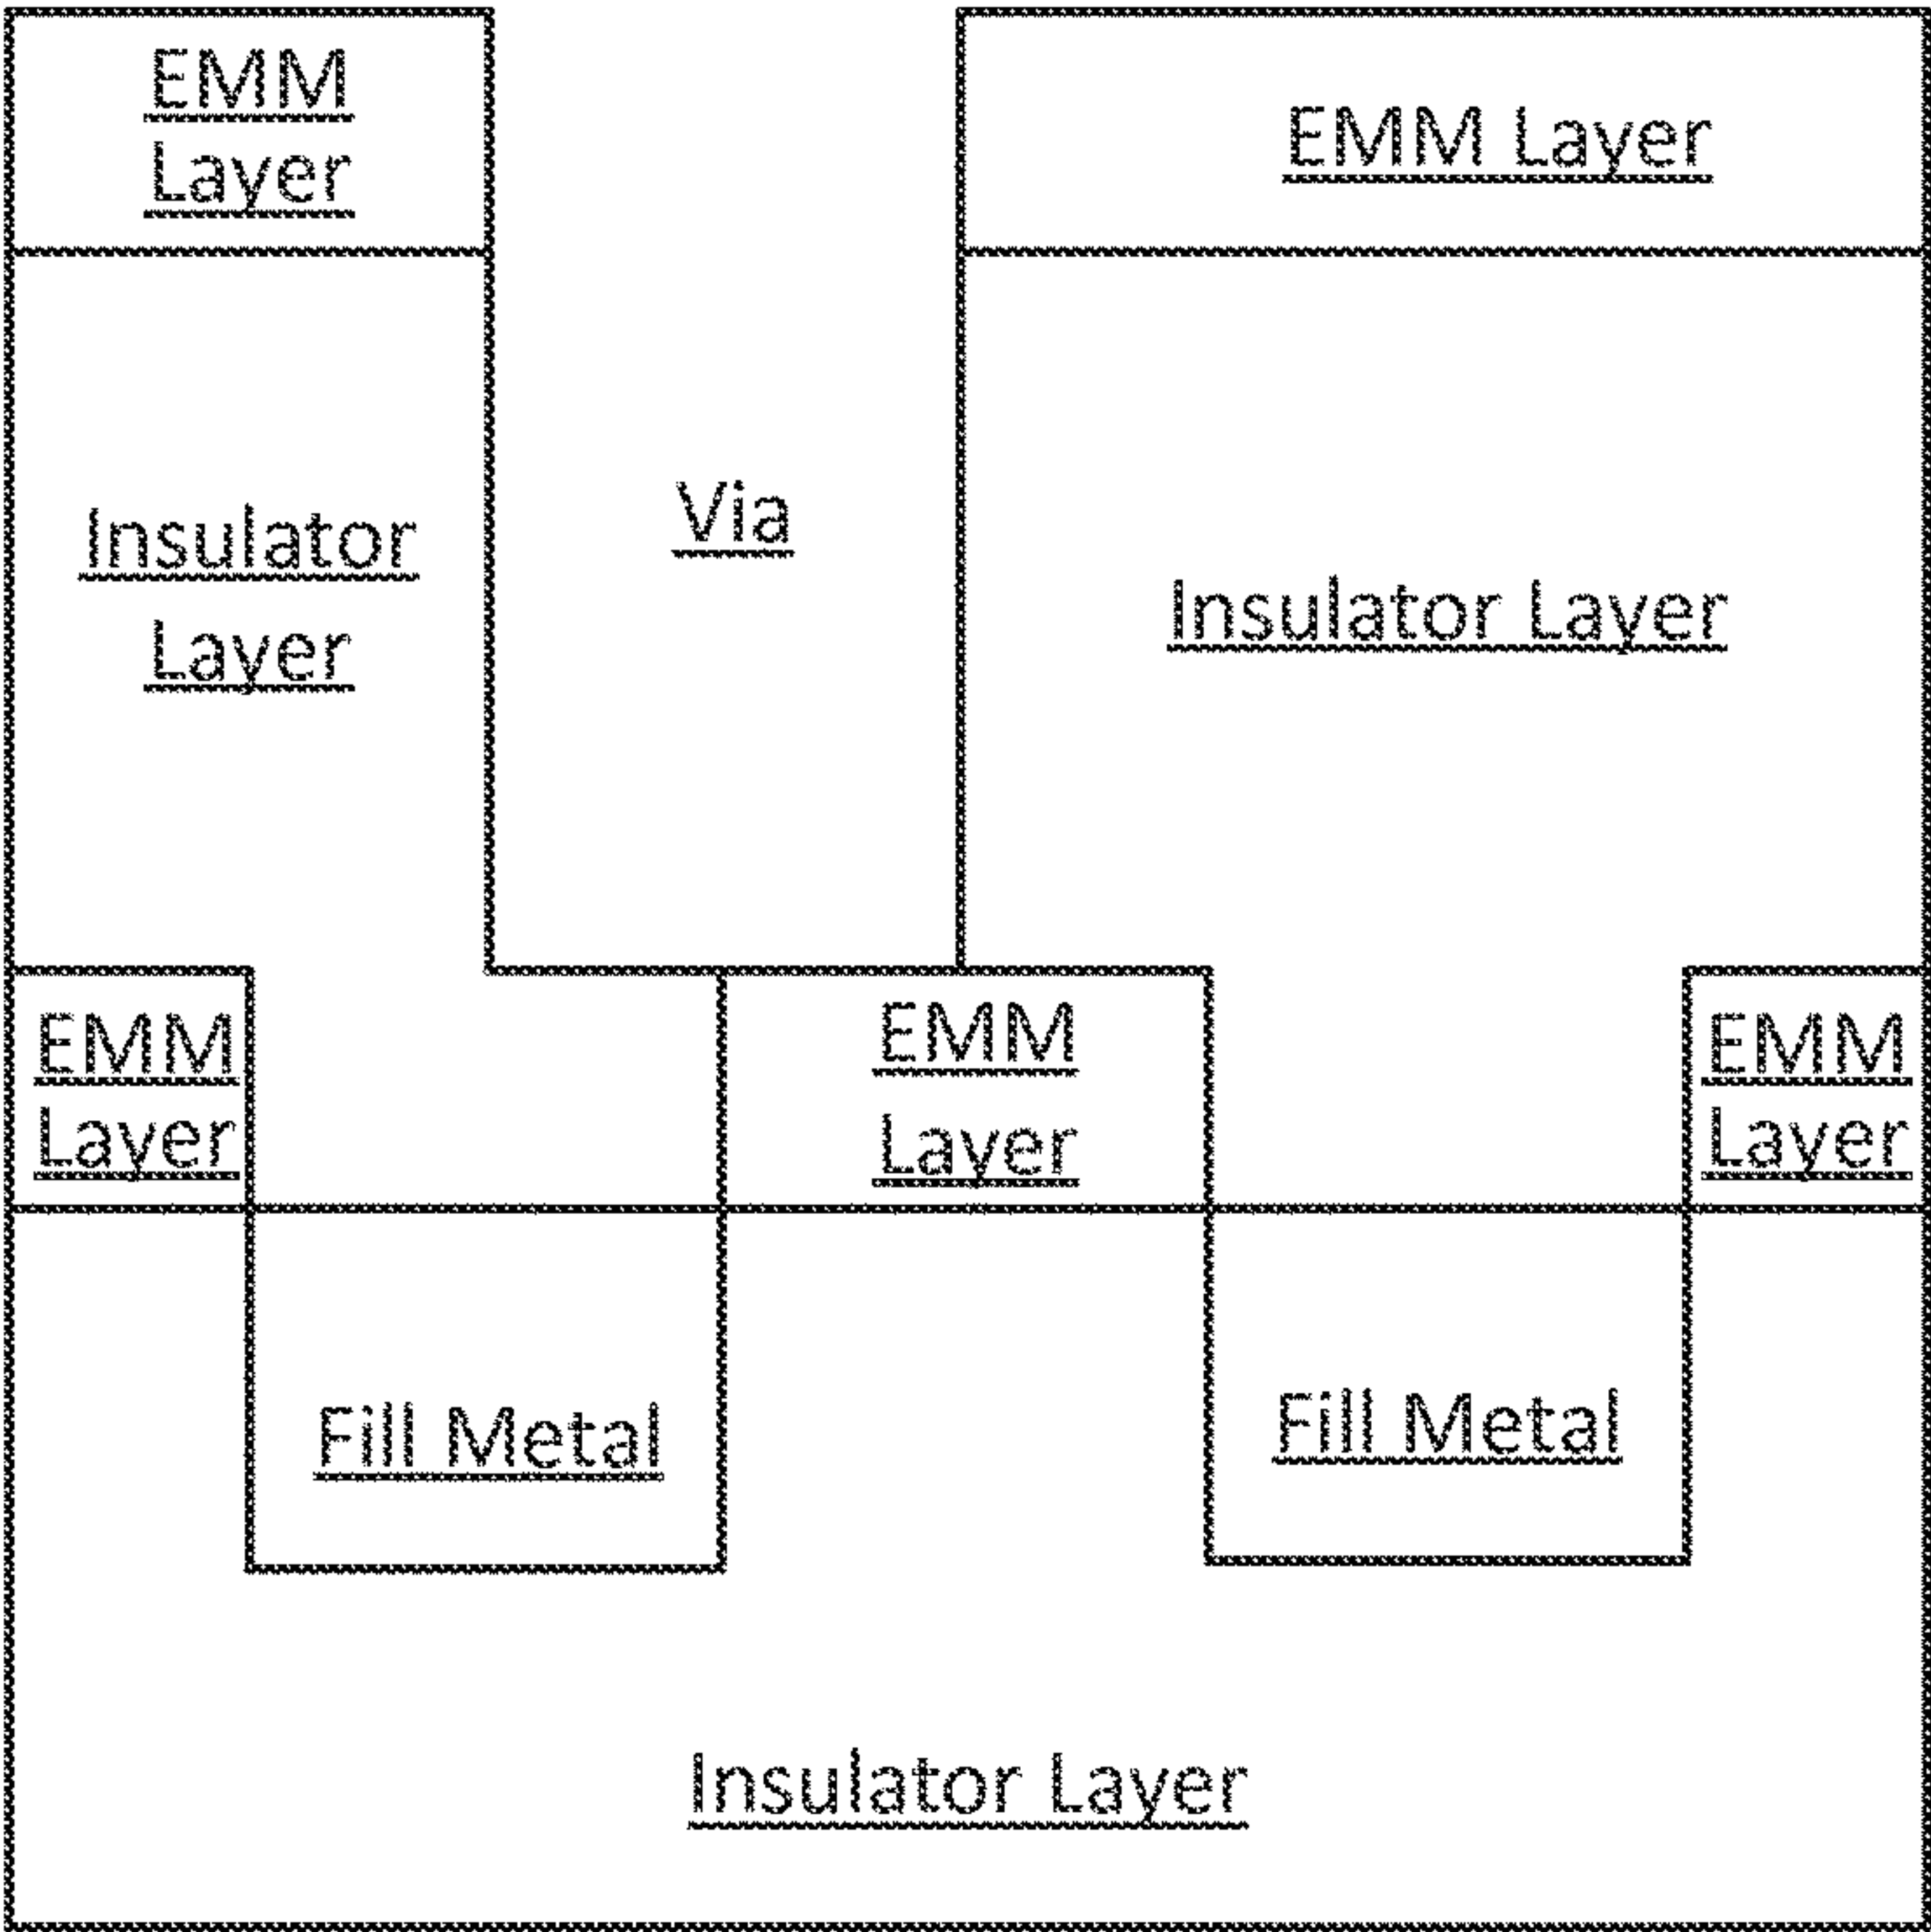 EMM
Layer
EMM Layer
Insulator
Layer
Via
Insulator Layer
EMM
Layer
EMM
Layer
EMM
Layer
Fill Metal
Fill Metal
Insulator Layer